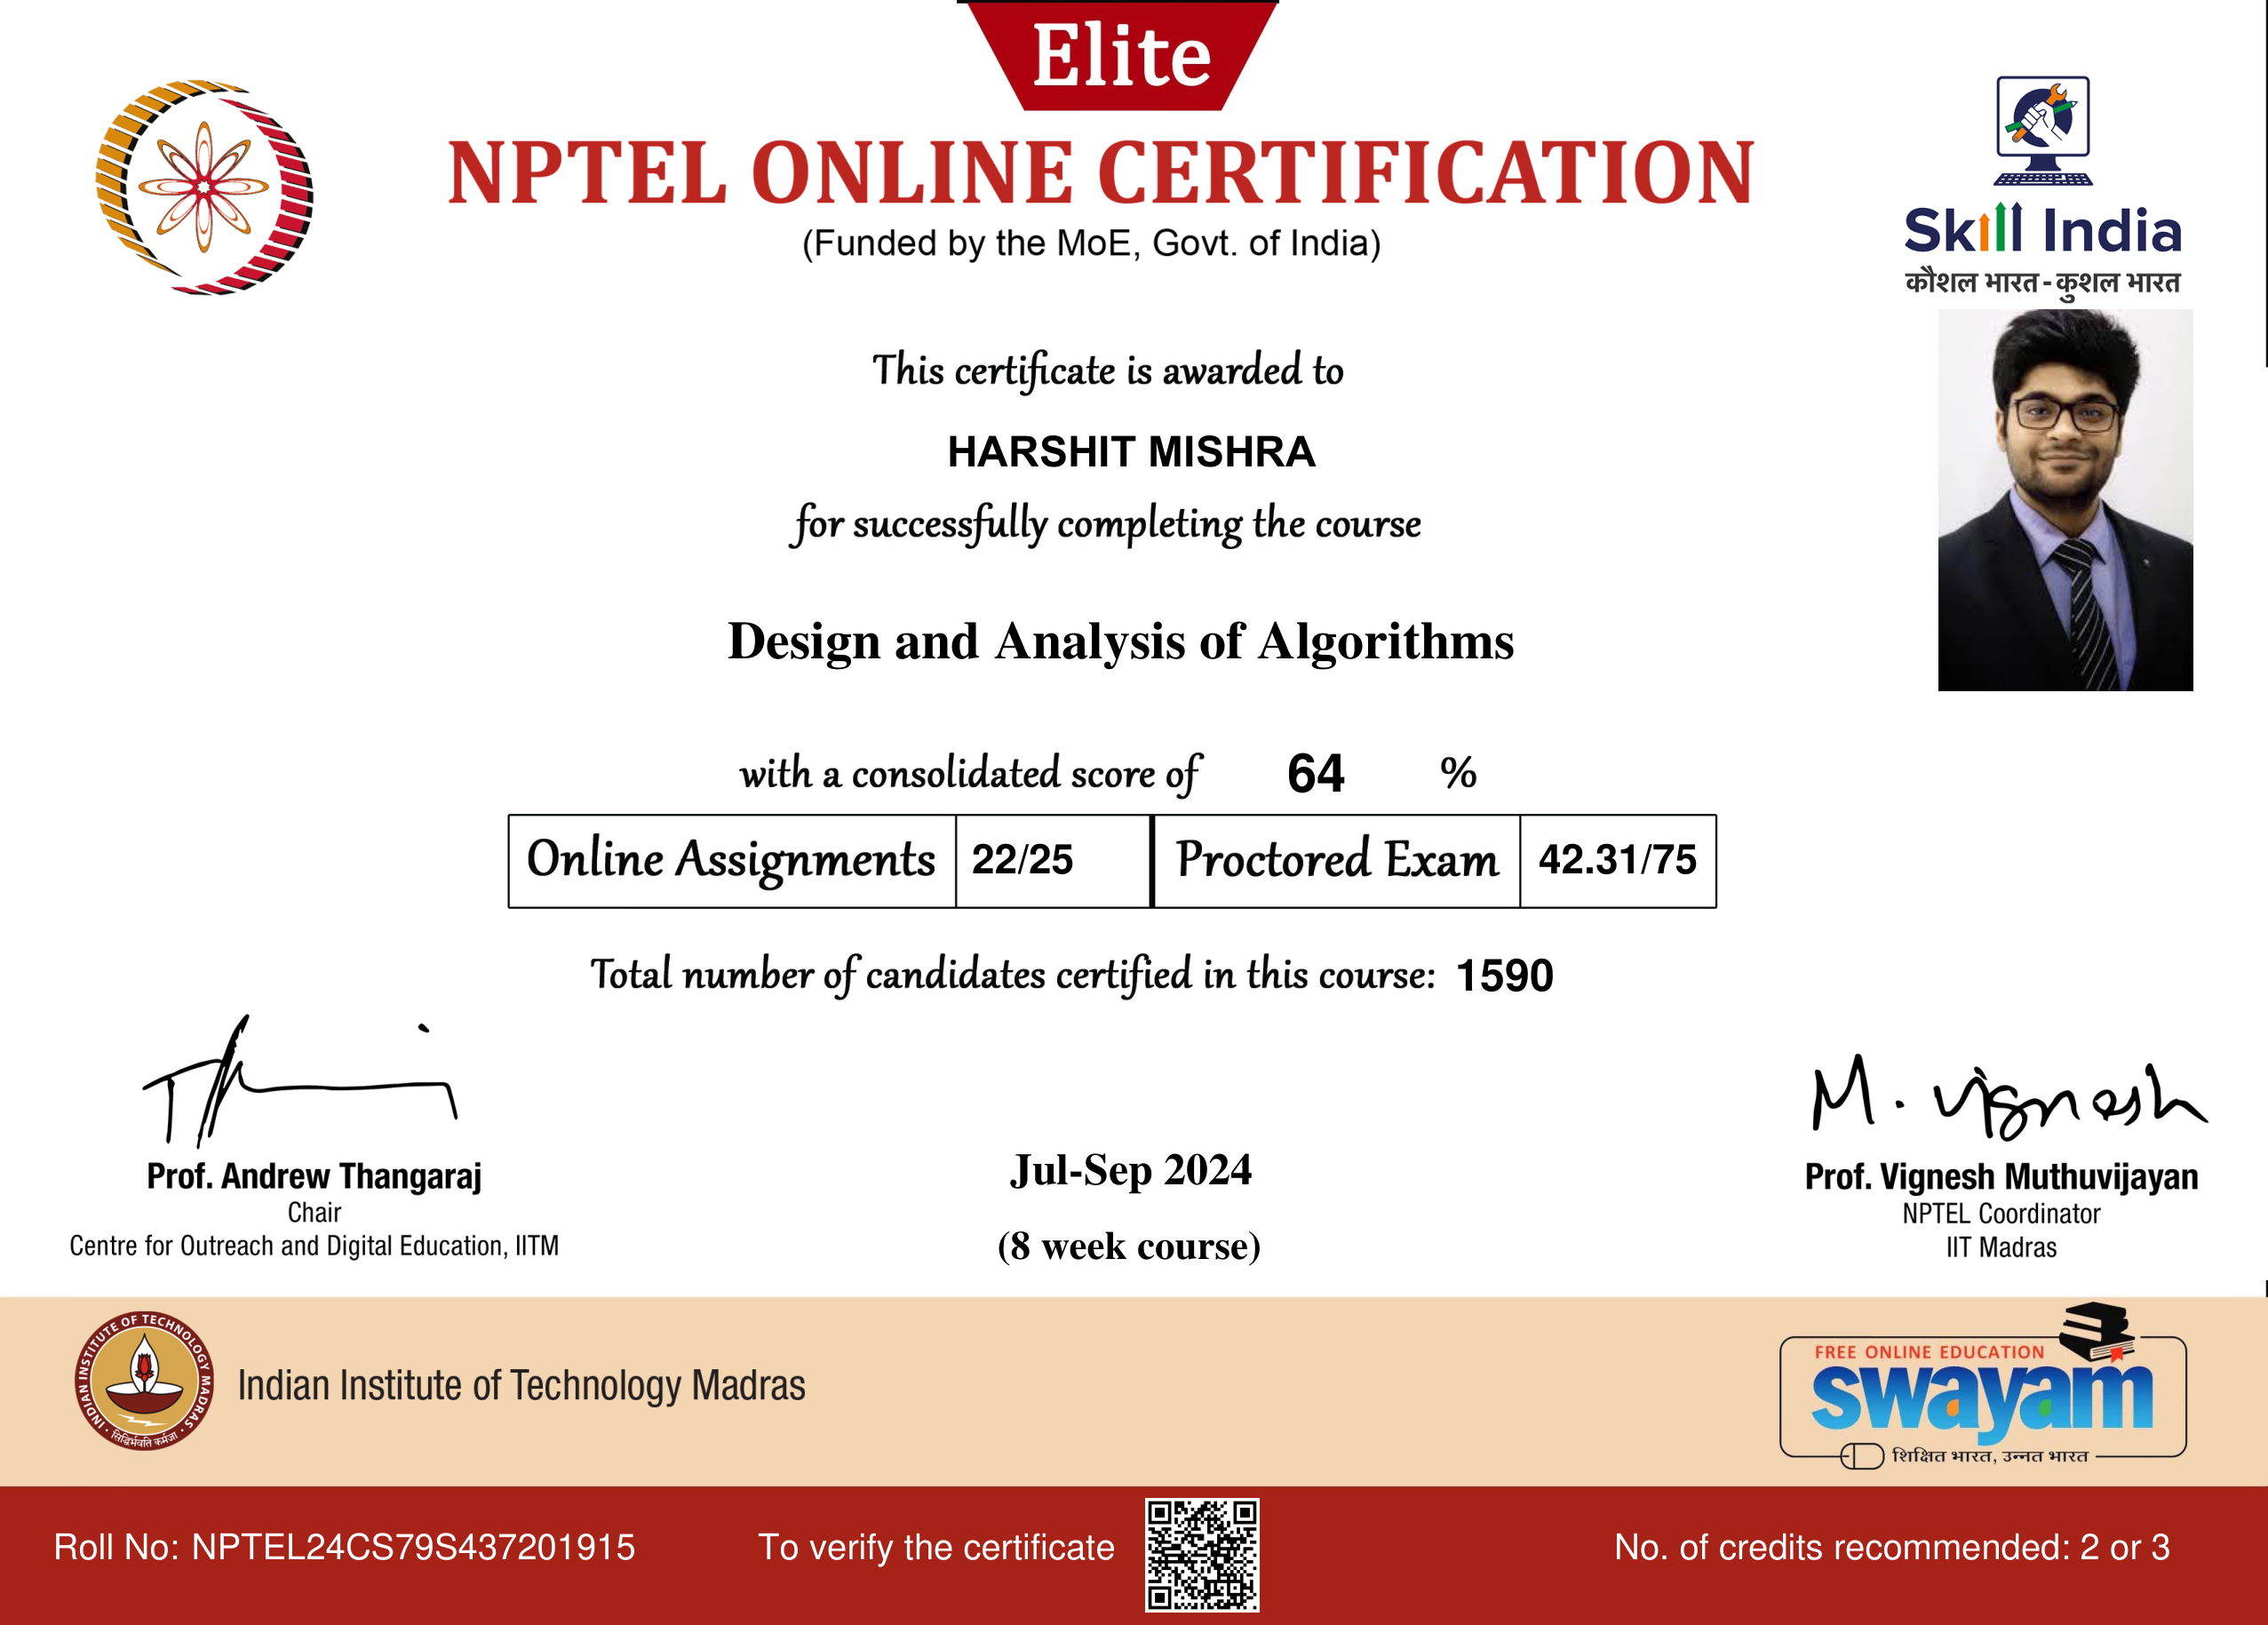 Elite
NPTEL ONLINE CERTIFICATION
(Funded by the MoE, Govt. of India)
Skill India
कौशल भारत - कुशल भारत
This certificate is awarded to
HARSHIT MISHRA
for successfully completing the course
Design and Analysis of Algorithms
with a consolidated score of 64 %
Online Assignments 22/25 Proctored Exam 42.31/75
Total number of candidates certified in this course: 1590
M. Vignesh
Prof. Andrew Thangaraj
Chair
Centre for Outreach and Digital Education, IITM
Jul-Sep 2024
(8 week course)
Prof. Vignesh Muthuvijayan
NPTEL Coordinator
IIT Madras
INDIAN INSTITUTE OF TECHNOLOGY MADRAS
सिद्धिर्भवति कर्मजा
Indian Institute of Technology Madras
FREE ONLINE EDUCATION
swayam
शिक्षित भारत, उन्नत भारत
Roll No: NPTEL24CS79S437201915
To verify the certificate
No. of credits recommended: 2 or 3